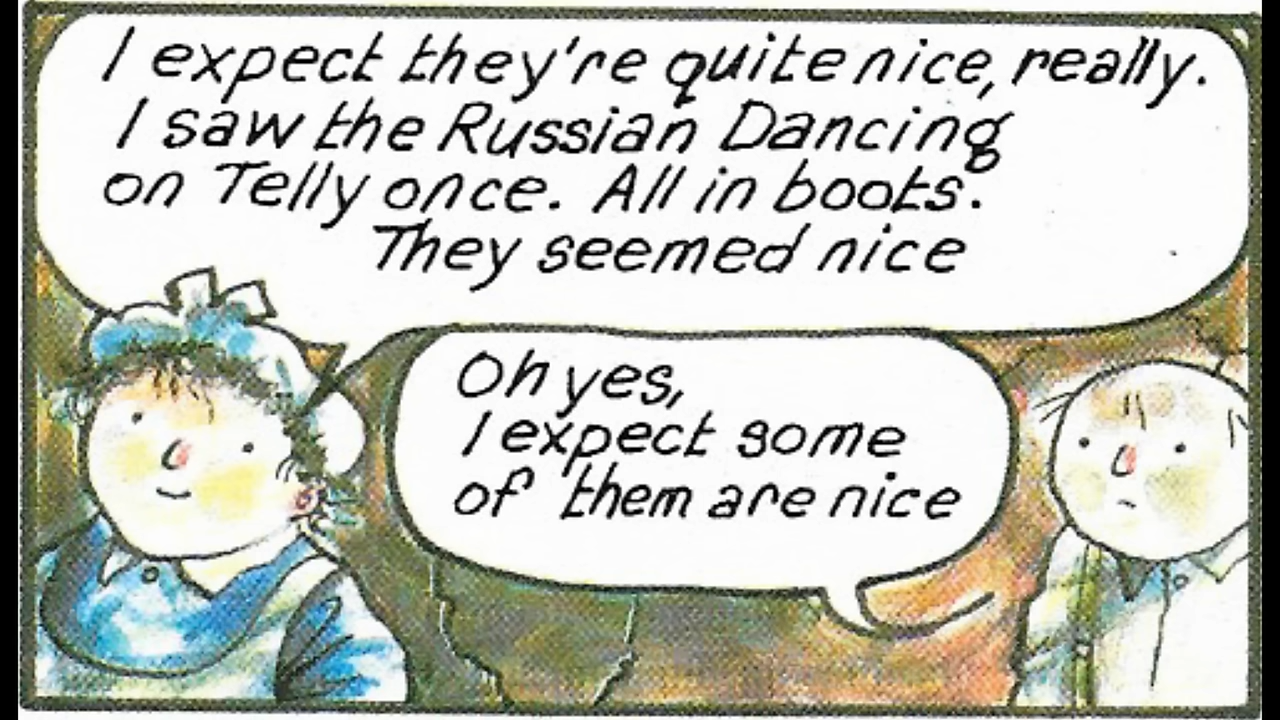 I expect they're quite nice, really.
I saw the Russian Dancing
on Telly once. All in boots.
They seemed nice
Oh yes,
I expect some
of them are nice